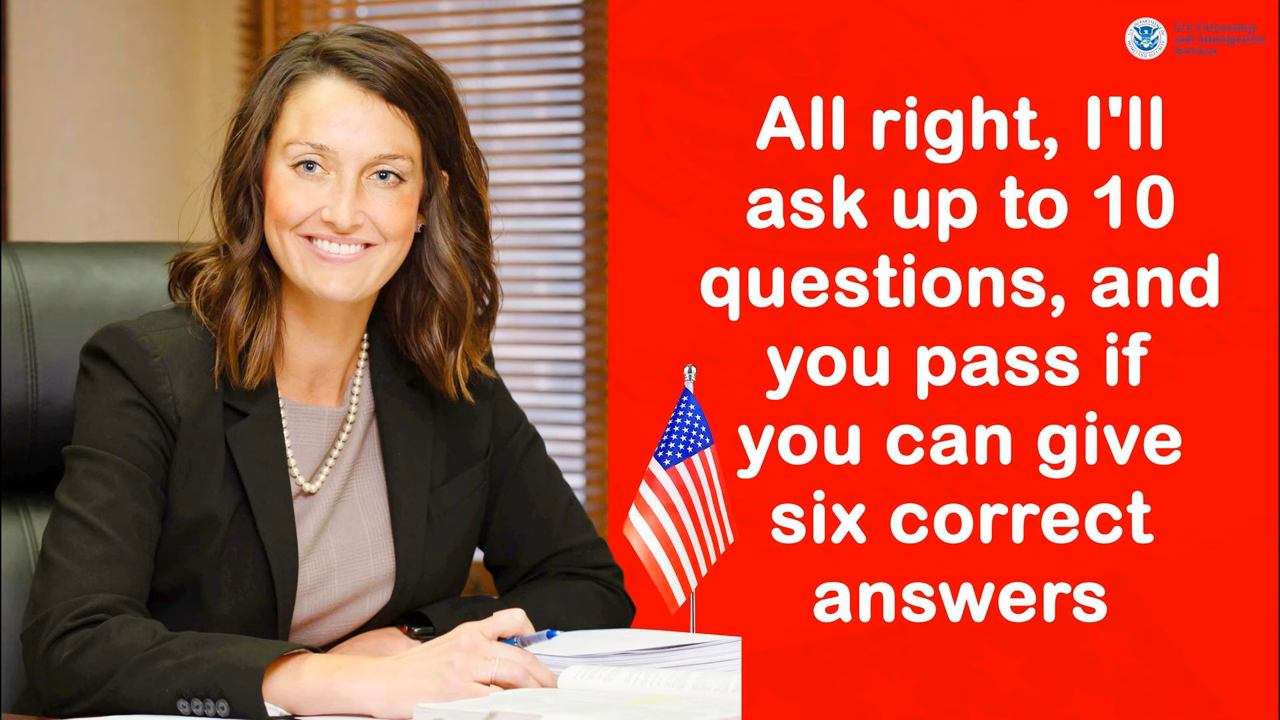 U.S. Citizenship
and Immigration
Services
All right, I'll
ask up to 10
questions, and
you pass if
you can give
six correct
answers